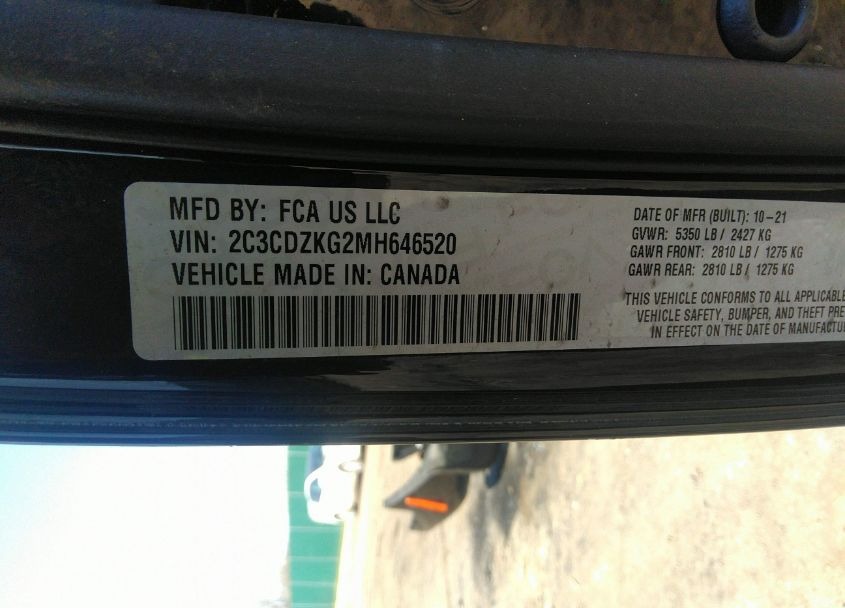 MFD BY: FCA US LLC
VIN: 2C3CDZKG2MH646520
VEHICLE MADE IN: CANADA
DATE OF MFR (BUILT): 10-21
GVWR: 5350 LB / 2427 KG
GAWR FRONT: 2810 LB / 1275 KG
GAWR REAR: 2810 LB / 1275 KG
THIS VEHICLE CONFORMS TO ALL APPLICABLE
VEHICLE SAFETY, BUMPER, AND THEFT PRE
IN EFFECT ON THE DATE OF MANUFACTUR